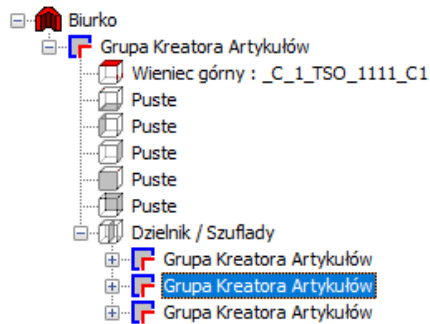 Biurko
Grupa Kreatora Artykułów
Wieniec górny : _C_1_TSO_1111_C1
Puste
Puste
Puste
Puste
Puste
Dzielnik / Szuflady
Grupa Kreatora Artykułów
Grupa Kreatora Artykułów
Grupa Kreatora Artykułów